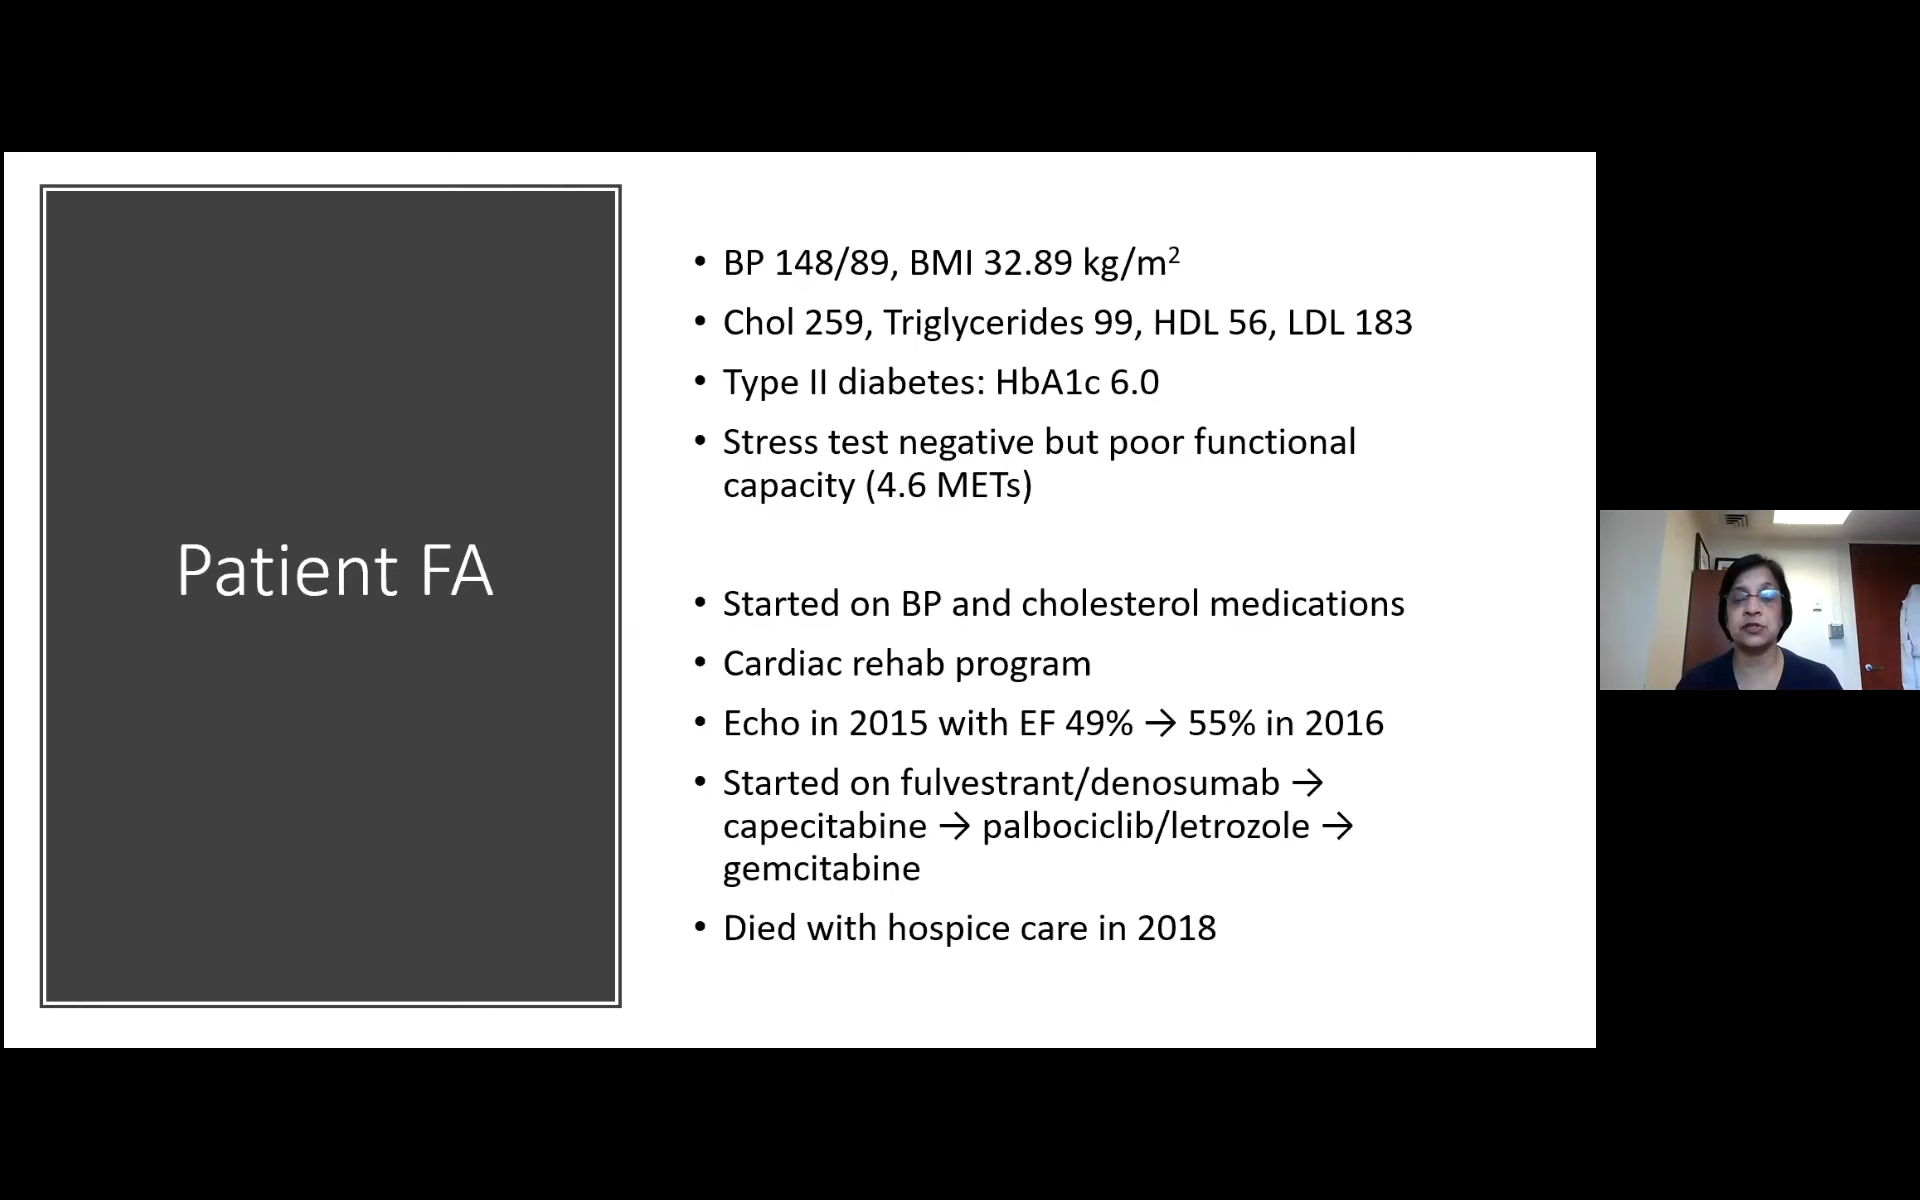 Patient FA
• BP 148/89, BMI 32.89 kg/m²
• Chol 259, Triglycerides 99, HDL 56, LDL 183
• Type II diabetes: HbA1c 6.0
• Stress test negative but poor functional
capacity (4.6 METs)
• Started on BP and cholesterol medications
• Cardiac rehab program
• Echo in 2015 with EF 49% → 55% in 2016
• Started on fulvestrant/denosumab →
capecitabine → palbociclib/letrozole →
gemcitabine
• Died with hospice care in 2018